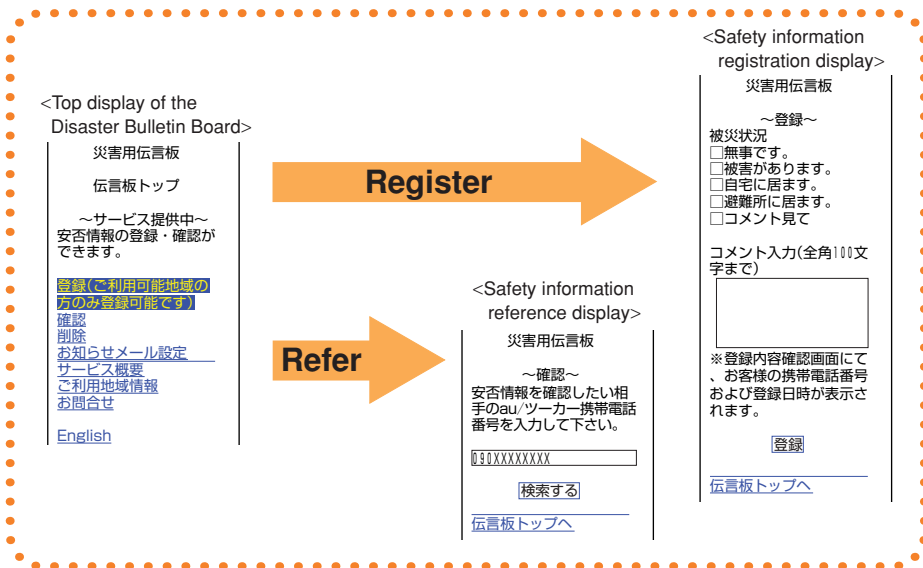 <Top display of the
Disaster Bulletin Board>
災害用伝言板
伝言板トップ
～サービス提供中～
安否情報の登録・確認が
できます。
登録(ご利用可能地域の
方のみ登録可能です)
確認
削除
お知らせメール設定
サービス概要
ご利用地域情報
お問合せ
English
Register
Refer
<Safety information
reference display>
災害用伝言板
～確認～
安否情報を確認したい相
手のau/ツーカー携帯電話
番号を入力して下さい。
090XXXXXXXX
検索する
伝言板トップへ
<Safety information
registration display>
災害用伝言板
～登録～
被災状況
□無事です。
□被害があります。
□自宅に居ます。
□避難所に居ます。
□コメント見て
コメント入力(全角100文
字まで)
※登録内容確認画面にて
、お客様の携帯電話番号
および登録日時が表示さ
れます。
登録
伝言板トップへ